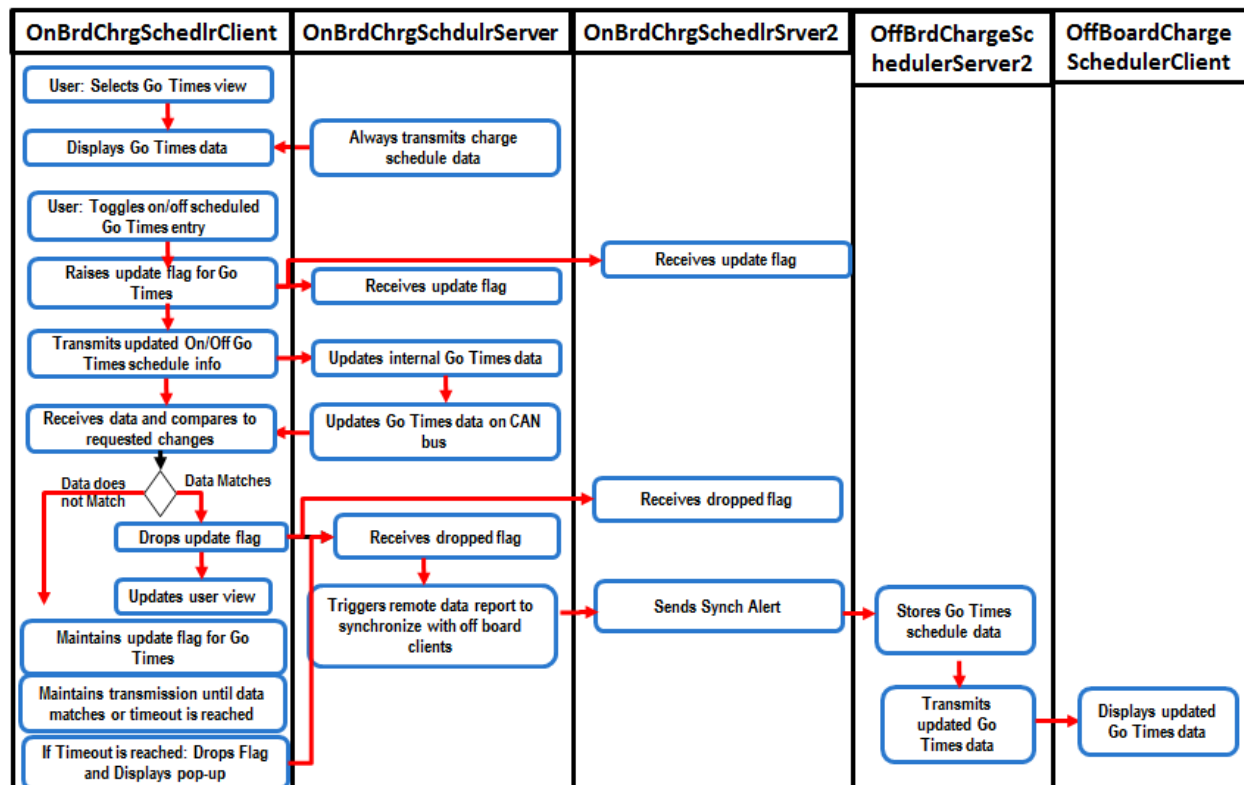 OnBrdChrgSchedlrClient
OnBrdChrgSchdulrServer
OnBrdChrgSchedlrSrver2
OffBrdChargeSc
hedulerServer2
OffBoardCharge
SchedulerClient
User: Selects Go Times view
Displays Go Times data
Always transmits charge
schedule data
User: Toggles on/off scheduled
Go Times entry
Raises update flag for Go
Times
Receives update flag
Receives update flag
Transmits updated On/Off Go
Times schedule info
Updates internal Go Times data
Receives data and compares to
requested changes
Updates Go Times data on CAN
bus
Data does
not Match
Data Matches
Receives dropped flag
Drops update flag
Receives dropped flag
Updates user view
Triggers remote data report to
synchronize with off board
clients
Sends Synch Alert
Stores Go Times
schedule data
Maintains update flag for Go
Times
Maintains transmission until data
matches or timeout is reached
Transmits
updated Go
Times data
Displays updated
Go Times data
If Timeout is reached: Drops Flag
and Displays pop-up